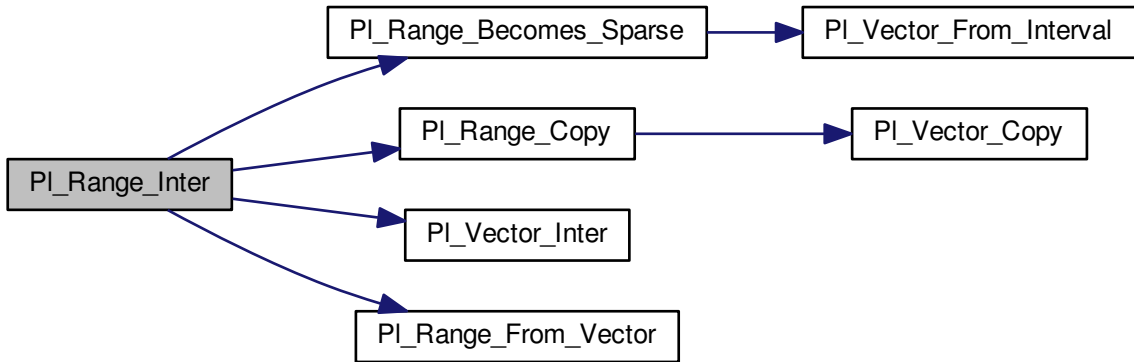 Pl_Range_Becomes_Sparse
Pl_Vector_From_Interval
Pl_Range_Copy
Pl_Vector_Copy
Pl_Range_Inter
Pl_Vector_Inter
Pl_Range_From_Vector